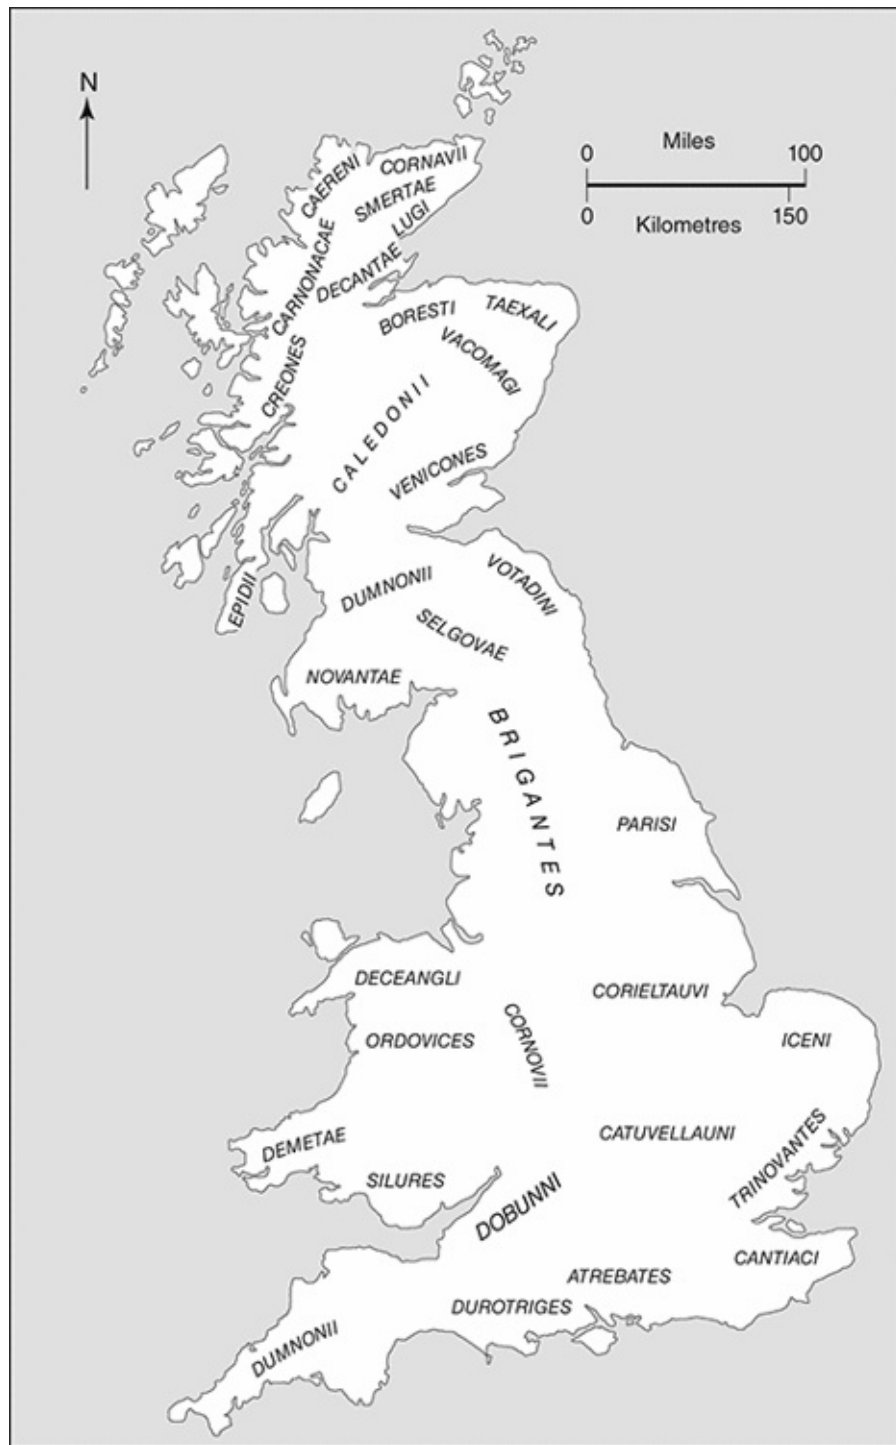 N
Miles
0 100
0 150
Kilometres
CAERENI
CORNAVII
SMERTAE
LUGI
CARNONACAE
DECANTAE
BORESTI
TAEXALI
VACOMAGI
CREONES
CALEDONII
VENICONES
EPIDII
DUMNONII
VOTADINI
SELGOVAE
NOVANTAE
BRIGANTES
PARISI
DECEANGLI
CORIELTAUVI
ORDOVICES
CORNOVII
ICENI
DEMETAE
CATUVELLAUNI
TRINOVANTES
SILURES
DOBUNNI
CANTIACI
ATREBATES
DUROTRIGES
DUMNONII